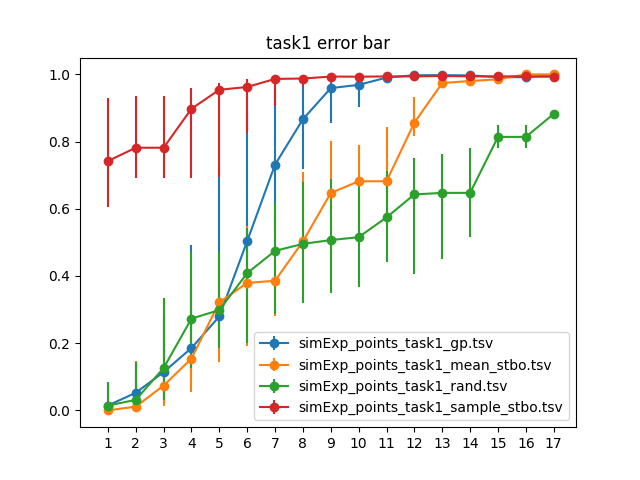 task1 error bar
1.0
0.8
0.6
0.4
0.2
0.0
simExp_points_task1_gp.tsv
simExp_points_task1_mean_stbo.tsv
simExp_points_task1_rand.tsv
simExp_points_task1_sample_stbo.tsv
1 2 3 4 5 6 7 8 9 10 11 12 13 14 15 16 17